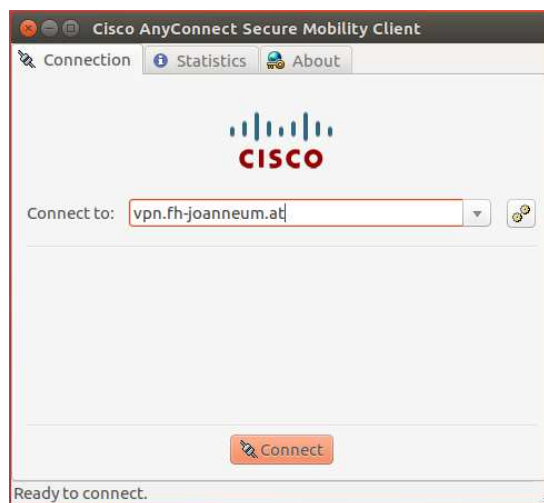 Cisco AnyConnect Secure Mobility Client
Connection Statistics About
CISCO
Connect to: vpn.fh-joanneum.at
Connect
Ready to connect.